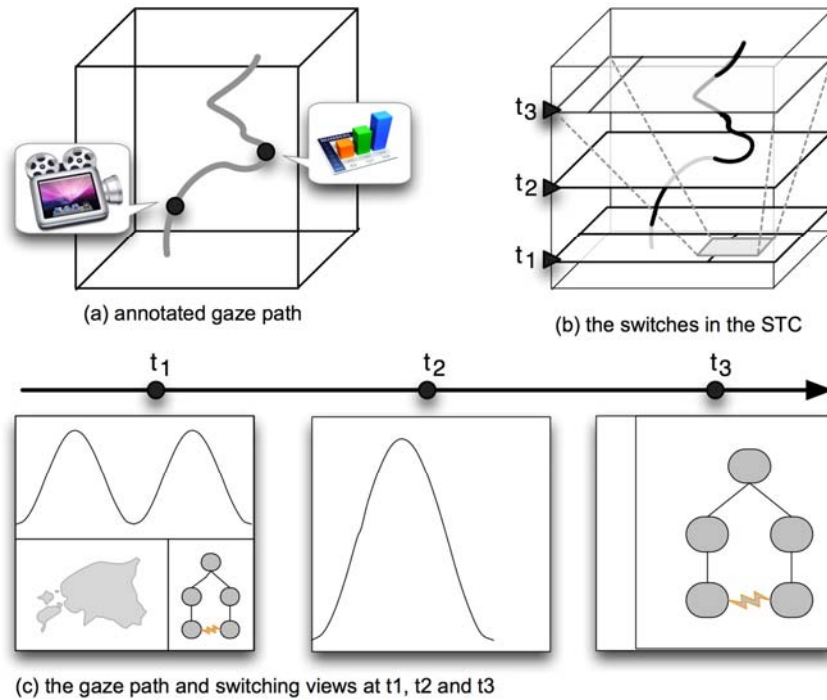 t3
t2
t1
(a) annotated gaze path
(b) the switches in the STC
t1
t2
t3
(c) the gaze path and switching views at t1, t2 and t3